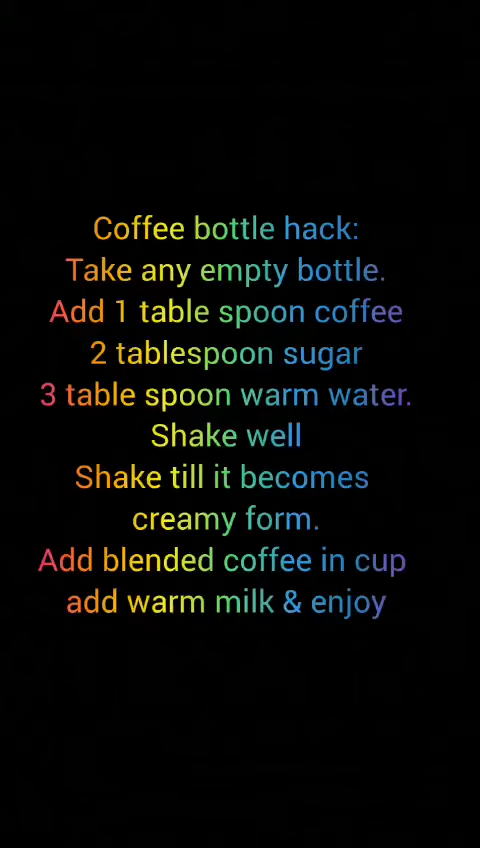 Coffee bottle hack:
Take any empty bottle.
Add 1 table spoon coffee
2 tablespoon sugar
3 table spoon warm water.
Shake well
Shake till it becomes
creamy form.
Add blended coffee in cup
add warm milk & enjoy